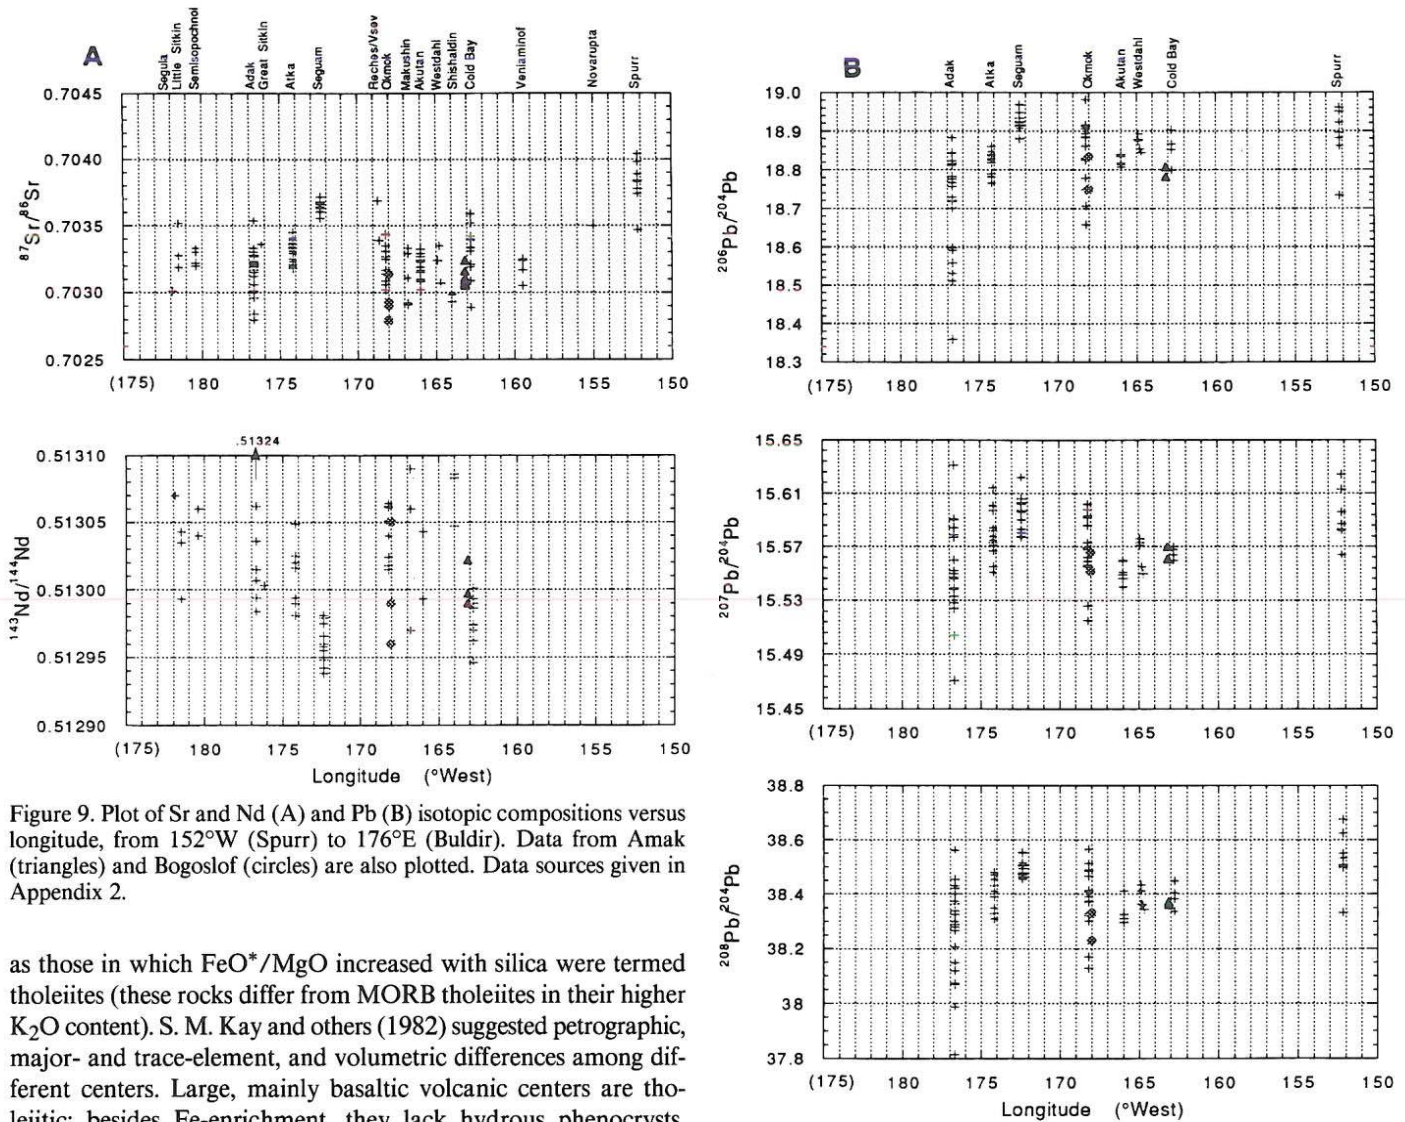 A
Segula
Little Sitkin
Semisopochnoi
Adak
Great Sitkin
Atka
Seguam
Reches/Vsev
Okmok
Makushin
Akutan
Westdahl
Shishaldin
Cold Bay
Veniaminof
Novarupta
Spurr
0.7045
0.7040
0.7035
0.7030
0.7025
87Sr/86Sr
(175) 180 175 170 165 160 155 150
.51324
0.51310
0.51305
0.51300
0.51295
0.51290
143Nd/144Nd
(175) 180 175 170 165 160 155 150
Longitude (°West)
Figure 9. Plot of Sr and Nd (A) and Pb (B) isotopic compositions versus
longitude, from 152°W (Spurr) to 176°E (Buldir). Data from Amak
(triangles) and Bogoslof (circles) are also plotted. Data sources given in
Appendix 2.
as those in which FeO*/MgO increased with silica were termed
tholeiites (these rocks differ from MORB tholeiites in their higher
K2O content). S. M. Kay and others (1982) suggested petrographic,
major- and trace-element, and volumetric differences among dif-
ferent centers. Large, mainly basaltic volcanic centers are tho-
leiitic; besides Fe-enrichment, they lack hydrous phenocrysts,
B
Adak
Atka
Seguam
Okmok
Akutan
Westdahl
Cold Bay
Spurr
19.0
18.9
18.8
18.7
18.6
18.5
18.4
18.3
206Pb/204Pb
(175) 180 175 170 165 160 155 150
15.65
15.61
15.57
15.53
15.49
15.45
207Pb/204Pb
(175) 180 175 170 165 160 155 150
38.8
38.6
38.4
38.2
38
37.8
208Pb/204Pb
(175) 180 175 170 165 160 155 150
Longitude (°West)